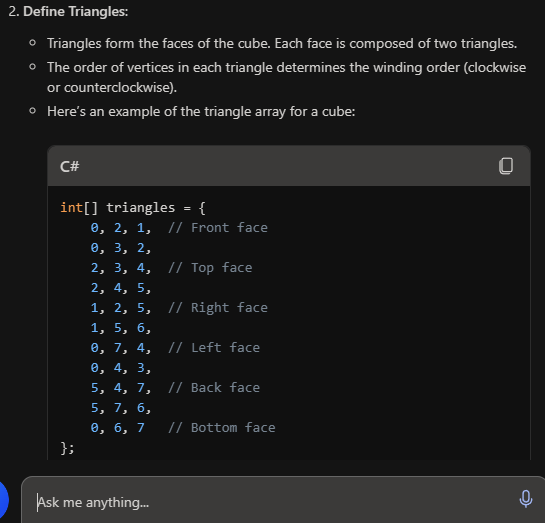 2. Define Triangles:
○ Triangles form the faces of the cube. Each face is composed of two triangles.
○ The order of vertices in each triangle determines the winding order (clockwise
or counterclockwise).
○ Here's an example of the triangle array for a cube:
C#
int[] triangles = {
    0, 2, 1,  // Front face
    0, 3, 2,
    2, 3, 4,  // Top face
    2, 4, 5,
    1, 2, 5,  // Right face
    1, 5, 6,
    0, 7, 4,  // Left face
    0, 4, 3,
    5, 4, 7,  // Back face
    5, 7, 6,
    0, 6, 7   // Bottom face
};
Ask me anything...